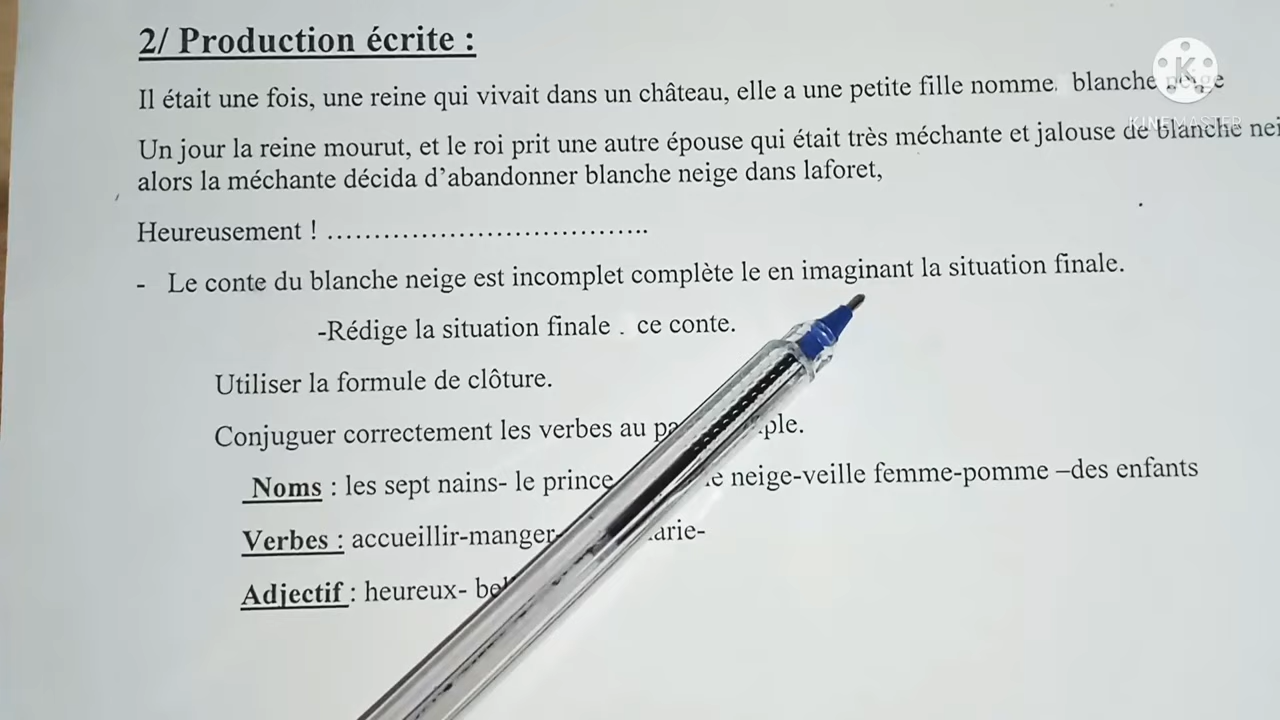 2/ Production écrite :
Il était une fois, une reine qui vivait dans un château, elle a une petite fille nomme. blanche neige
KINEMASTER
Un jour la reine mourut, et le roi prit une autre épouse qui était très méchante et jalouse de blanche nei
alors la méchante décida d'abandonner blanche neige dans laforet,
Heureusement ! ……………………………..
- Le conte du blanche neige est incomplet complète le en imaginant la situation finale.
-Rédige la situation finale . ce conte.
Utiliser la formule de clôture.
Conjuguer correctement les verbes au
Noms : les sept nains- le prince neige-veille femme-pomme –des enfants
Verbes : accueillir-manger-
Adjectif : heureux-